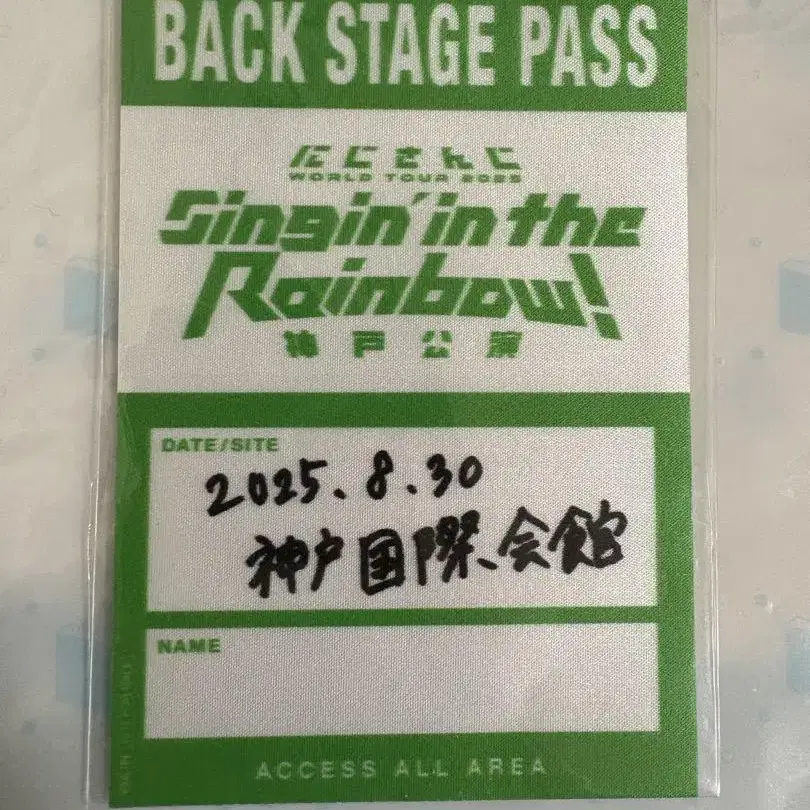 BACK STAGE PASS
にじさんじ
WORLD TOUR 2025
Singin' in the
Rainbow!
神戸公演
DATE/SITE
2025.8.30
神戸国際会館
NAME
ACCESS ALL AREA